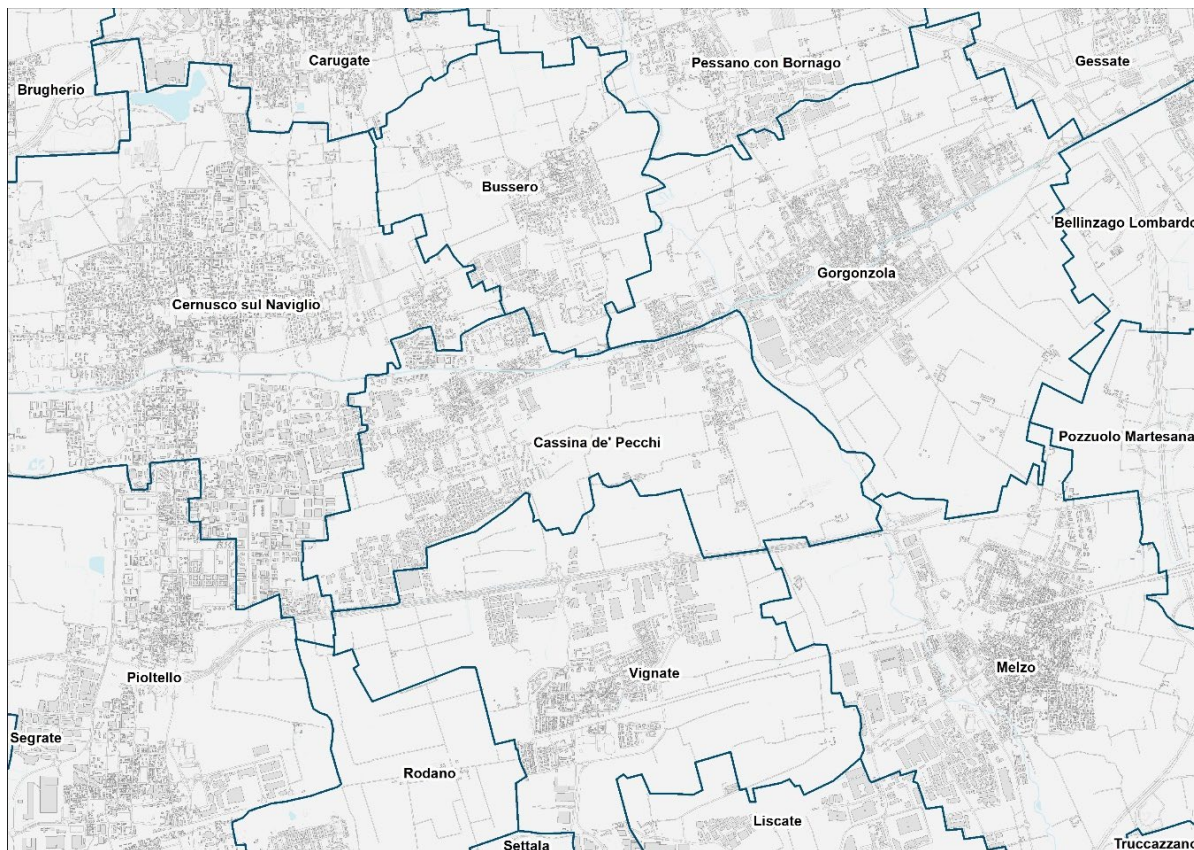 Carugate
Pessano con Bornago
Gessate
Brugherio
Bussero
Bellinzago Lombardo
Gorgonzola
Cernusco sul Naviglio
Cassina de' Pecchi
Pozzuolo Martesana
Pioltello
Vignate
Melzo
Segrate
Rodano
Liscate
Settala
Truccazzano